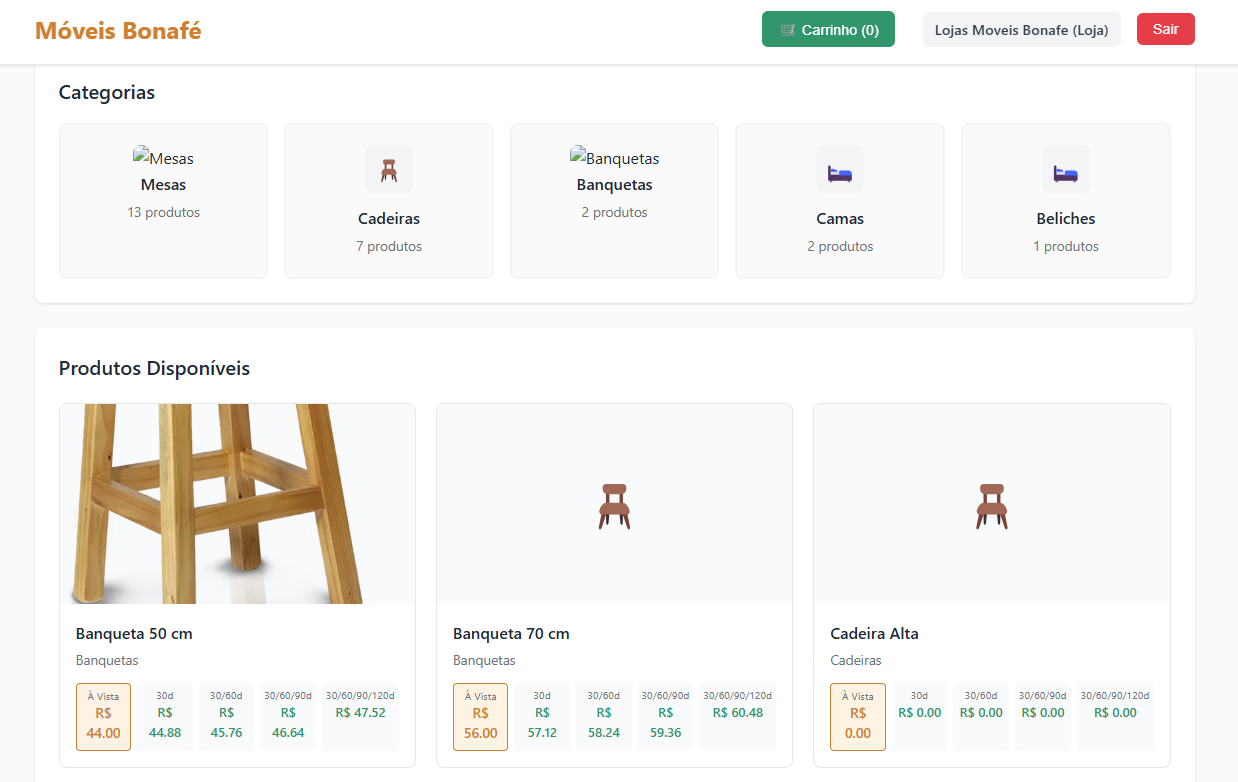 Móveis Bonafé
Carrinho (0)
Lojas Moveis Bonafe (Loja)
Sair
Categorias
Mesas
Mesas
13 produtos
Cadeiras
7 produtos
Banquetas
Banquetas
2 produtos
Camas
2 produtos
Beliches
1 produtos
Produtos Disponíveis
Banqueta 50 cm
Banquetas
À Vista
R$
44.00
30d
R$
44.88
30/60d
R$
45.76
30/60/90d
R$
46.64
30/60/90/120d
R$ 47.52
Banqueta 70 cm
Banquetas
À Vista
R$
56.00
30d
R$
57.12
30/60d
R$
58.24
30/60/90d
R$
59.36
30/60/90/120d
R$ 60.48
Cadeira Alta
Cadeiras
À Vista
R$
0.00
30d
R$ 0.00
30/60d
R$ 0.00
30/60/90d
R$ 0.00
30/60/90/120d
R$ 0.00